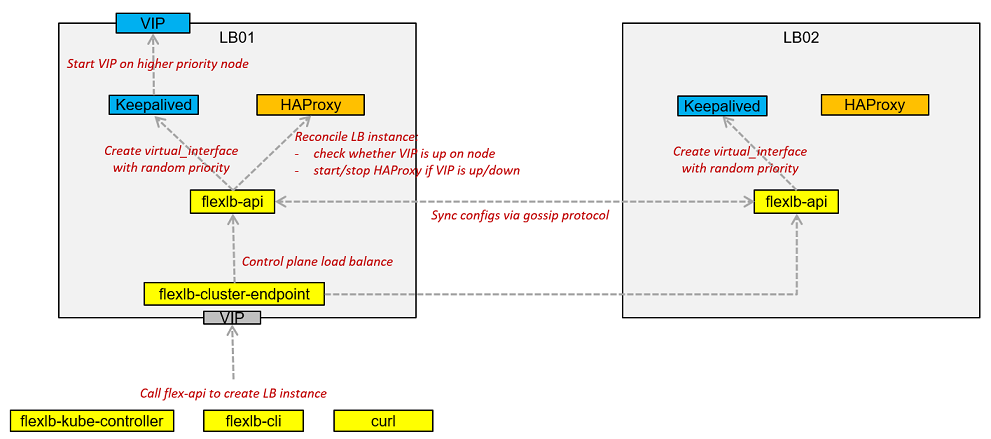 VIP
LB01
LB02
Start VIP on higher priority node
Keepalived
HAProxy
Keepalived
HAProxy
Reconcile LB instance:
- check whether VIP is up on node
- start/stop HAProxy if VIP is up/down
Create virtual_interface
with random priority
Create virtual_interface
with random priority
flexlb-api
flexlb-api
Sync configs via gossip protocol
Control plane load balance
flexlb-cluster-endpoint
VIP
Call flex-api to create LB instance
flexlb-kube-controller
flexlb-cli
curl